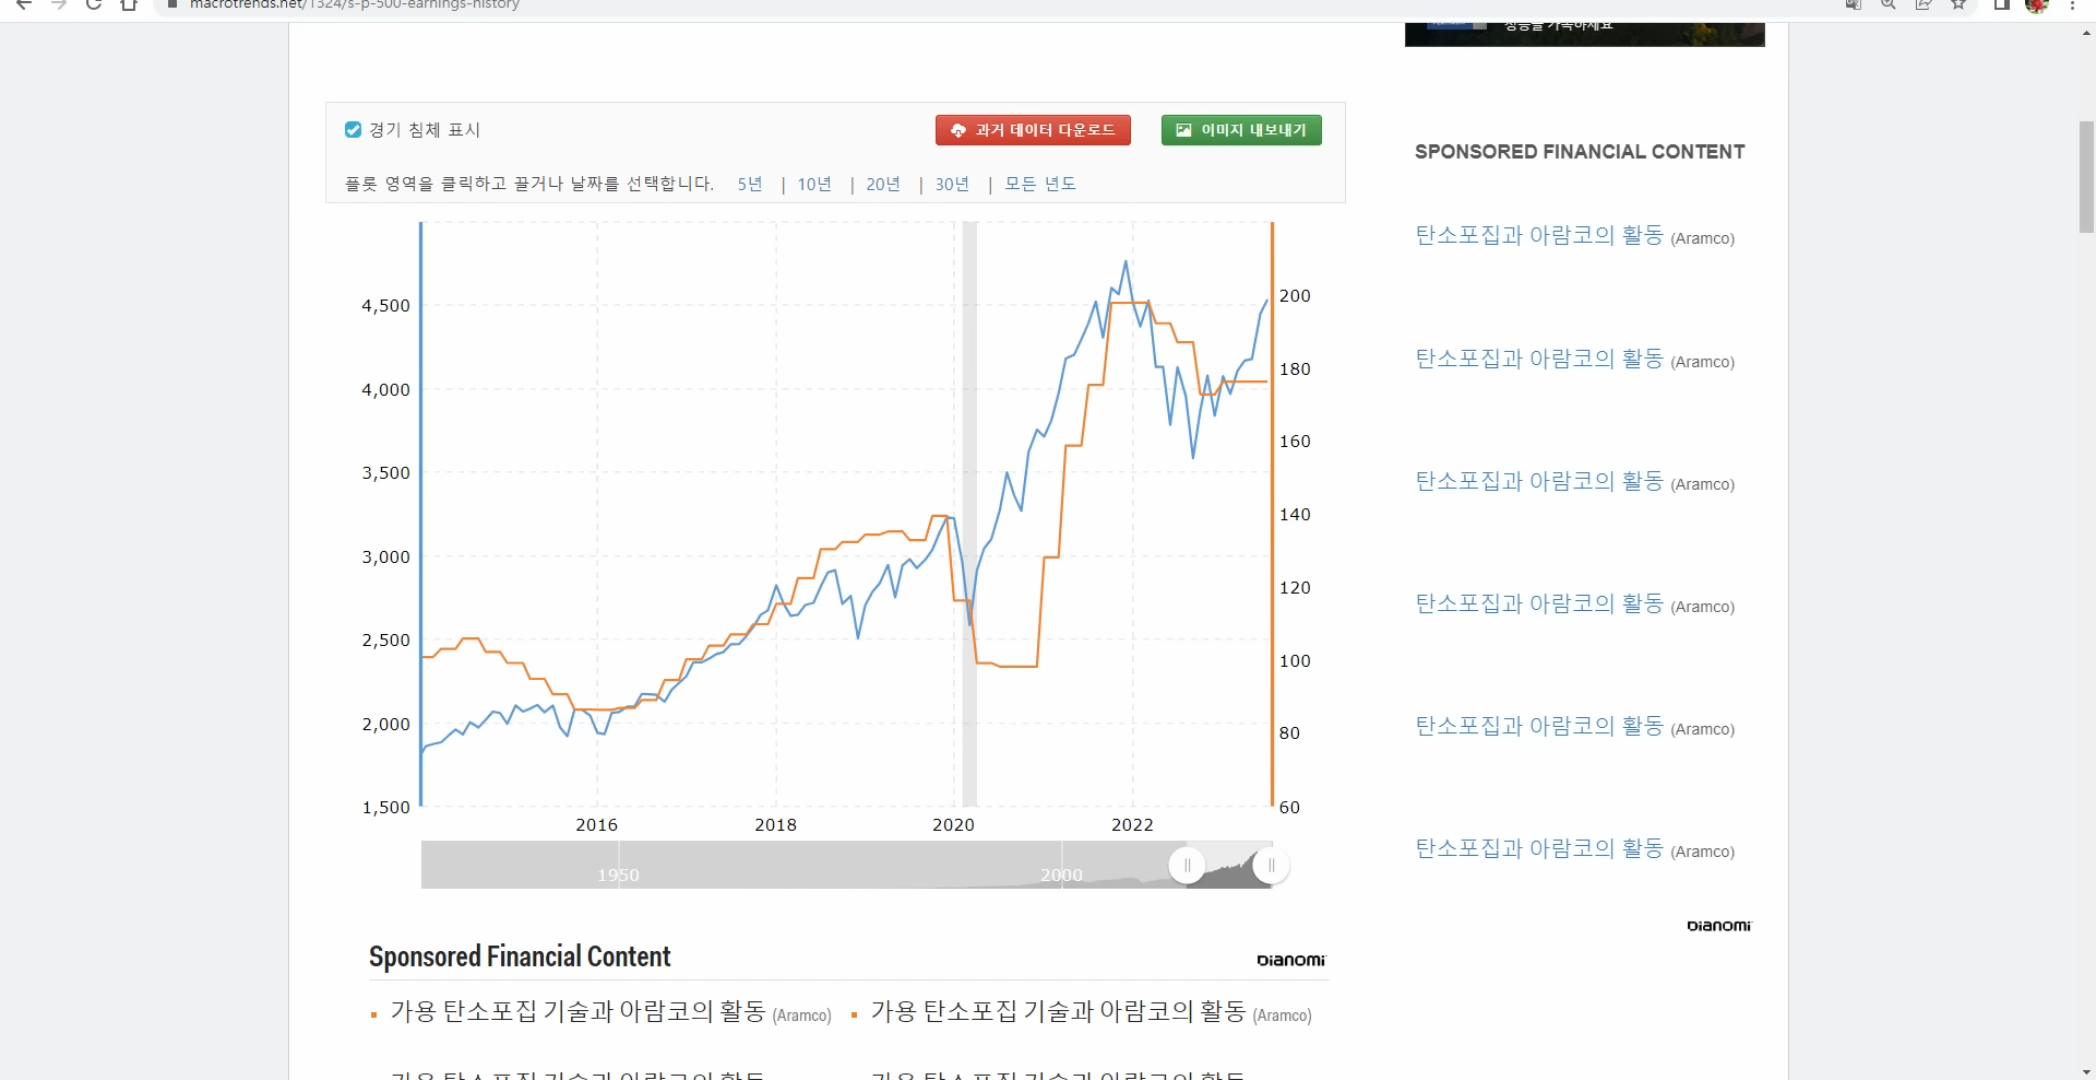 macrotrends.net/1324/s-p-500-earnings-history
경기 침체 표시
과거 데이터 다운로드
이미지 내보내기
플롯 영역을 클릭하고 끌거나 날짜를 선택합니다. 5년 | 10년 | 20년 | 30년 | 모든 년도
4,500
4,000
3,500
3,000
2,500
2,000
1,500
200
180
160
140
120
100
80
60
2016 2018 2020 2022
1950 2000
SPONSORED FINANCIAL CONTENT
탄소포집과 아람코의 활동 (Aramco)
탄소포집과 아람코의 활동 (Aramco)
탄소포집과 아람코의 활동 (Aramco)
탄소포집과 아람코의 활동 (Aramco)
탄소포집과 아람코의 활동 (Aramco)
탄소포집과 아람코의 활동 (Aramco)
Dianomi
Sponsored Financial Content
Dianomi
가용 탄소포집 기술과 아람코의 활동 (Aramco)
가용 탄소포집 기술과 아람코의 활동 (Aramco)